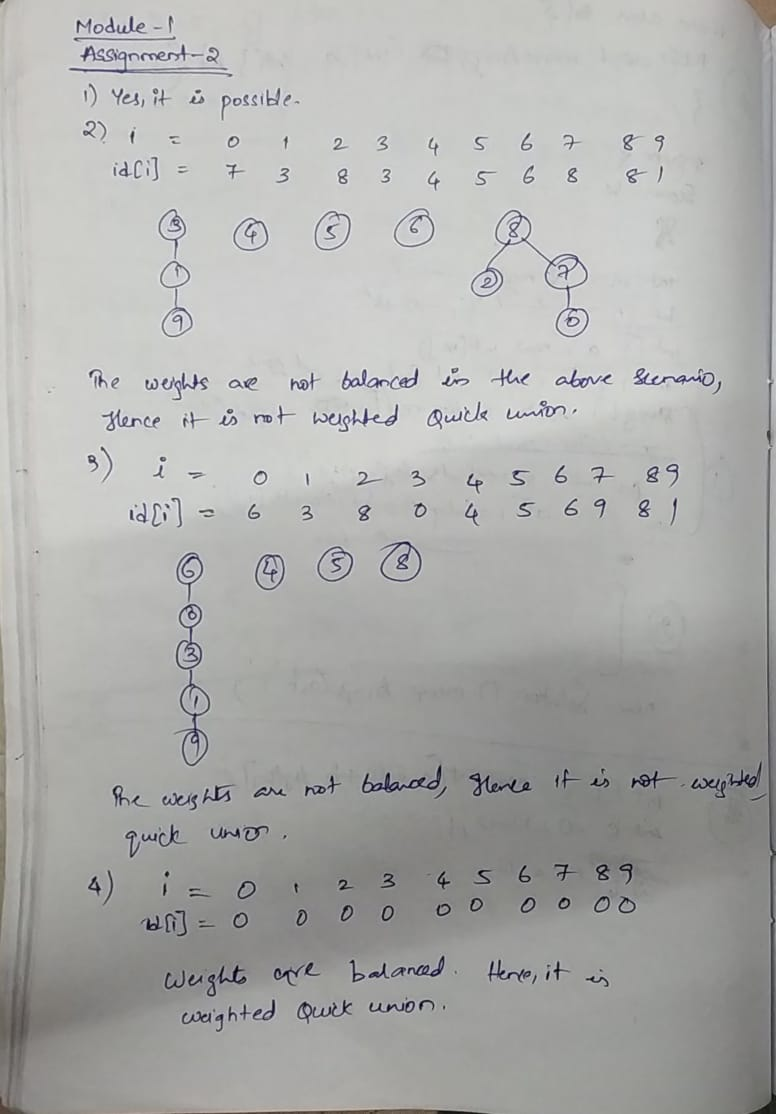 Module-1
Assignment-2
1) Yes, it is possible.
2) i = 0 1 2 3 4 5 6 7 8 9
id[i] = 7 3 8 3 4 5 6 8 8 1
3 4 5 6 8
1 2 7
9 0
The weights are not balanced in the above Scenario,
Hence it is not weighted Quick union.
3) i = 0 1 2 3 4 5 6 7 8 9
id[i] = 6 3 8 0 4 5 6 9 8 1
6 4 5 8
0
3
1
9
The weights are not balanced, Hence it is not weighted
quick union.
4) i = 0 1 2 3 4 5 6 7 8 9
id[i] = 0 0 0 0 0 0 0 0 0 0
Weights are balanced. Hence, it is
weighted Quick union.